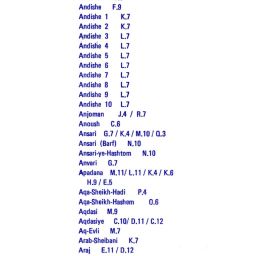 Andishe F.9
Andishe 1 K.7
Andishe 2 K.7
Andishe 3 L.7
Andishe 4 L.7
Andishe 5 L.7
Andishe 6 L.7
Andishe 7 L.7
Andishe 8 L.7
Andishe 9 L.7
Andishe 10 L.7
Anjoman J.4 / R.7
Anoush C.6
Ansari G.7 / K.4 / M.10 / Q.3
Ansari (Barf) N.10
Ansari-ye-Hashtom N.10
Anvari G.7
Apadana M.11/ L.11 / K.4 / K.6
H.9 / E.5
Aqa-Sheikh-Hadi P.4
Aqa-Sheikh-Hashem O.6
Aqdasi M.9
Aqdasiye C.10/ D.11 / C.12
Aq-Evli M.7
Arab-Sheibani K.7
Araj E.11 / D.12